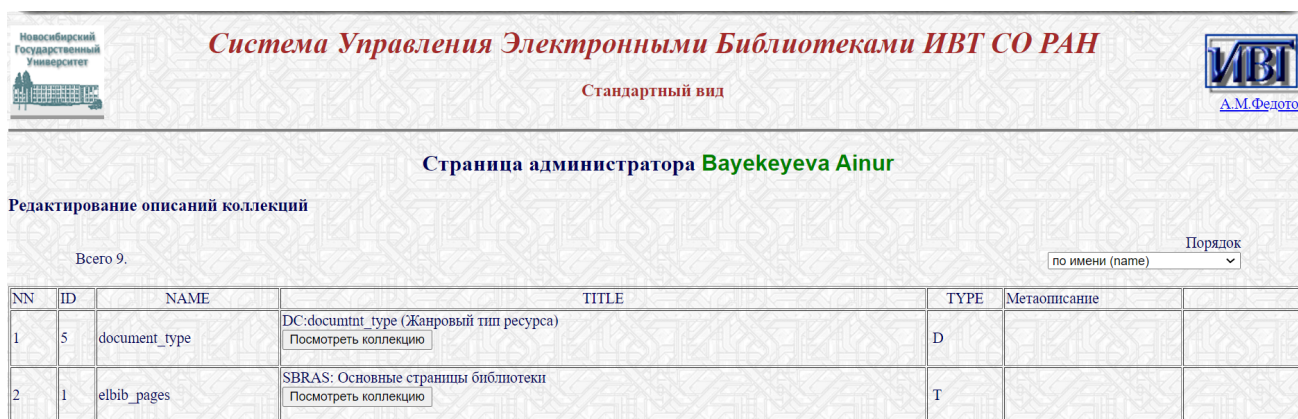 Новосибирский
Государственный
Университет
Система Управления Электронными Библиотеками ИВТ СО РАН
Стандартный вид
ИВТ
А.М.Федото
Страница администратора Bayekeyeva Ainur
Редактирование описаний коллекций
Всего 9.
Порядок
по имени (name)
NN ID NAME TITLE TYPE Метаописание
1 5 document_type DC:documtnt_type (Жанровый тип ресурса) D
Посмотреть коллекцию
2 1 elbib_pages SBRAS: Основные страницы библиотеки T
Посмотреть коллекцию